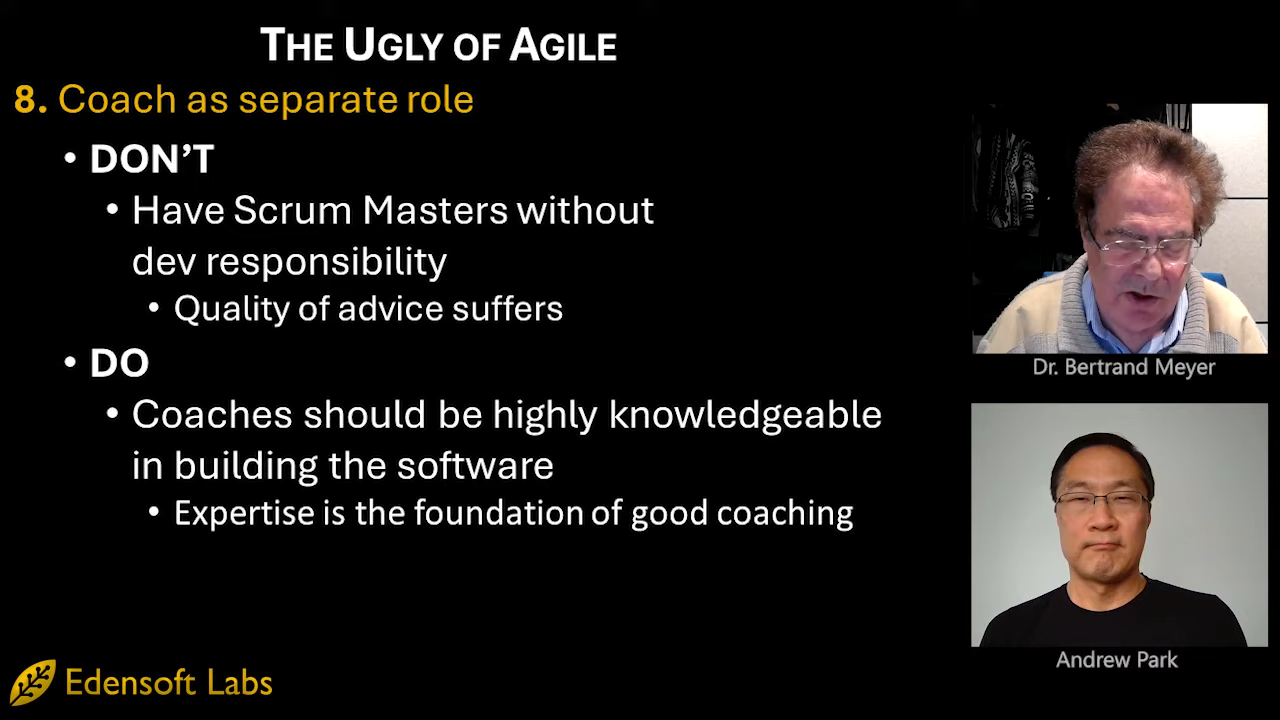 THE UGLY OF AGILE
8. Coach as separate role
• DON'T
• Have Scrum Masters without
dev responsibility
• Quality of advice suffers
• DO
• Coaches should be highly knowledgeable
in building the software
• Expertise is the foundation of good coaching
Dr. Bertrand Meyer
Andrew Park
Edensoft Labs